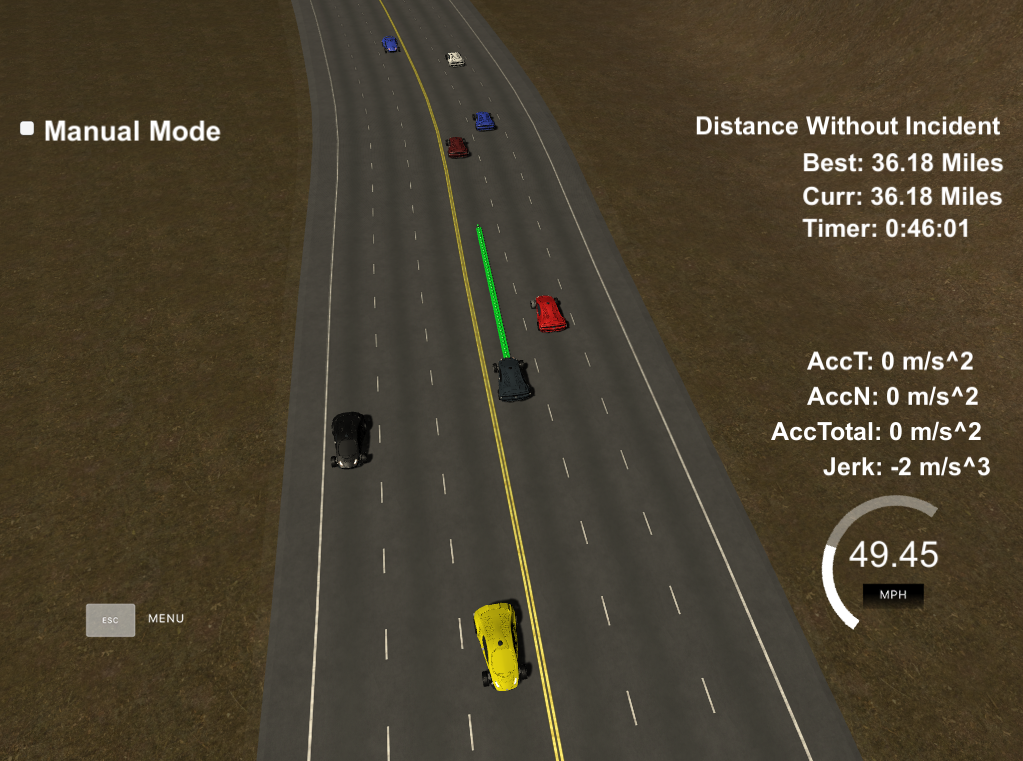 Manual Mode
Distance Without Incident
Best: 36.18 Miles
Curr: 36.18 Miles
Timer: 0:46:01
AccT: 0 m/s^2
AccN: 0 m/s^2
AccTotal: 0 m/s^2
Jerk: -2 m/s^3
49.45
MPH
ESC MENU